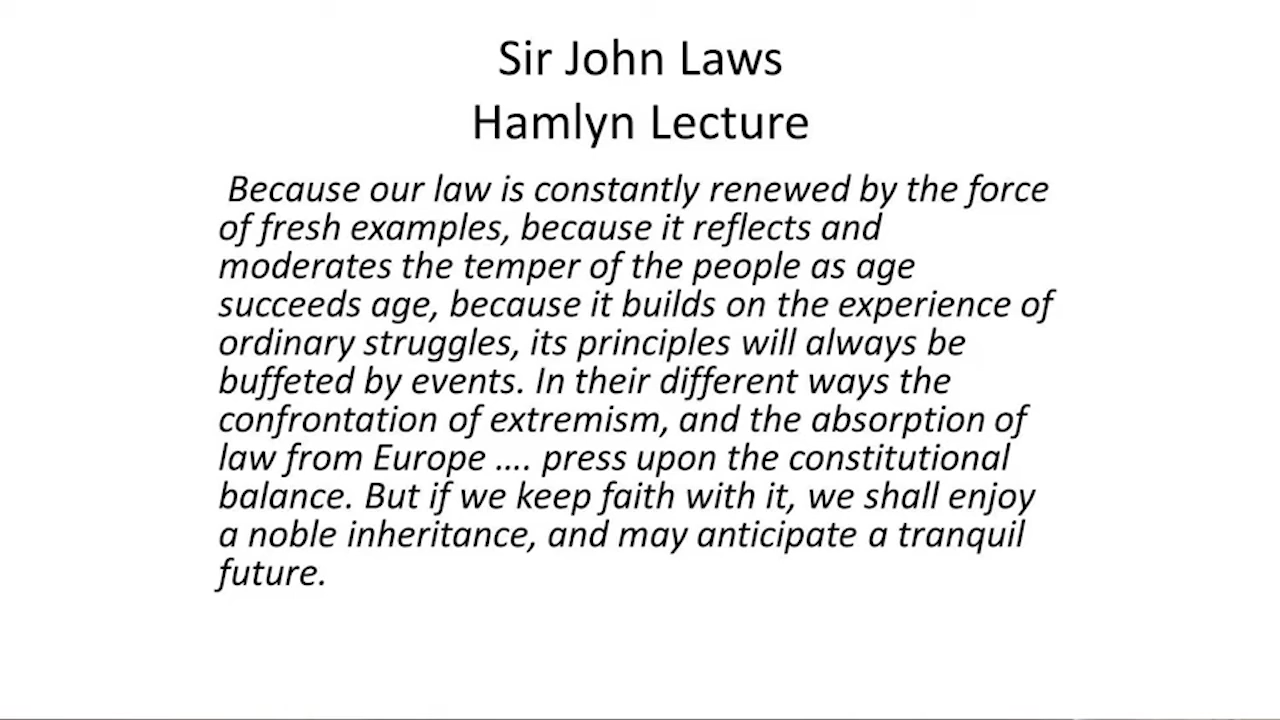 Sir John Laws
Hamlyn Lecture
Because our law is constantly renewed by the force
of fresh examples, because it reflects and
moderates the temper of the people as age
succeeds age, because it builds on the experience of
ordinary struggles, its principles will always be
buffeted by events. In their different ways the
confrontation of extremism, and the absorption of
law from Europe .... press upon the constitutional
balance. But if we keep faith with it, we shall enjoy
a noble inheritance, and may anticipate a tranquil
future.